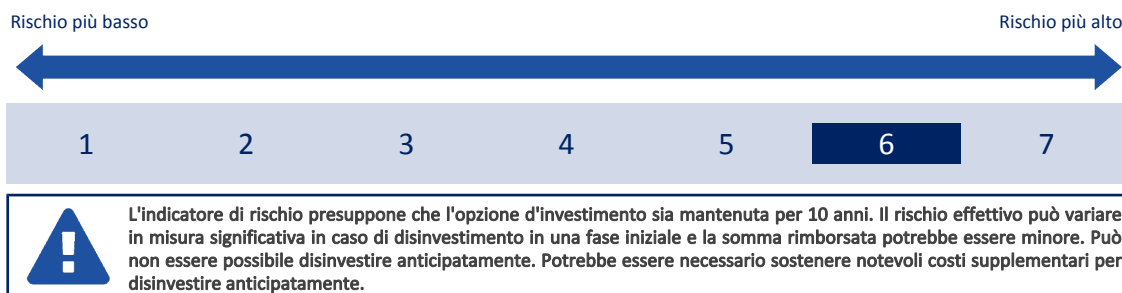 Rischio più basso
Rischio più alto
1 2 3 4 5 6 7
L'indicatore di rischio presuppone che l'opzione d'investimento sia mantenuta per 10 anni. Il rischio effettivo può variare
in misura significativa in caso di disinvestimento in una fase iniziale e la somma rimborsata potrebbe essere minore. Può
non essere possibile disinvestire anticipatamente. Potrebbe essere necessario sostenere notevoli costi supplementari per
disinvestire anticipatamente.